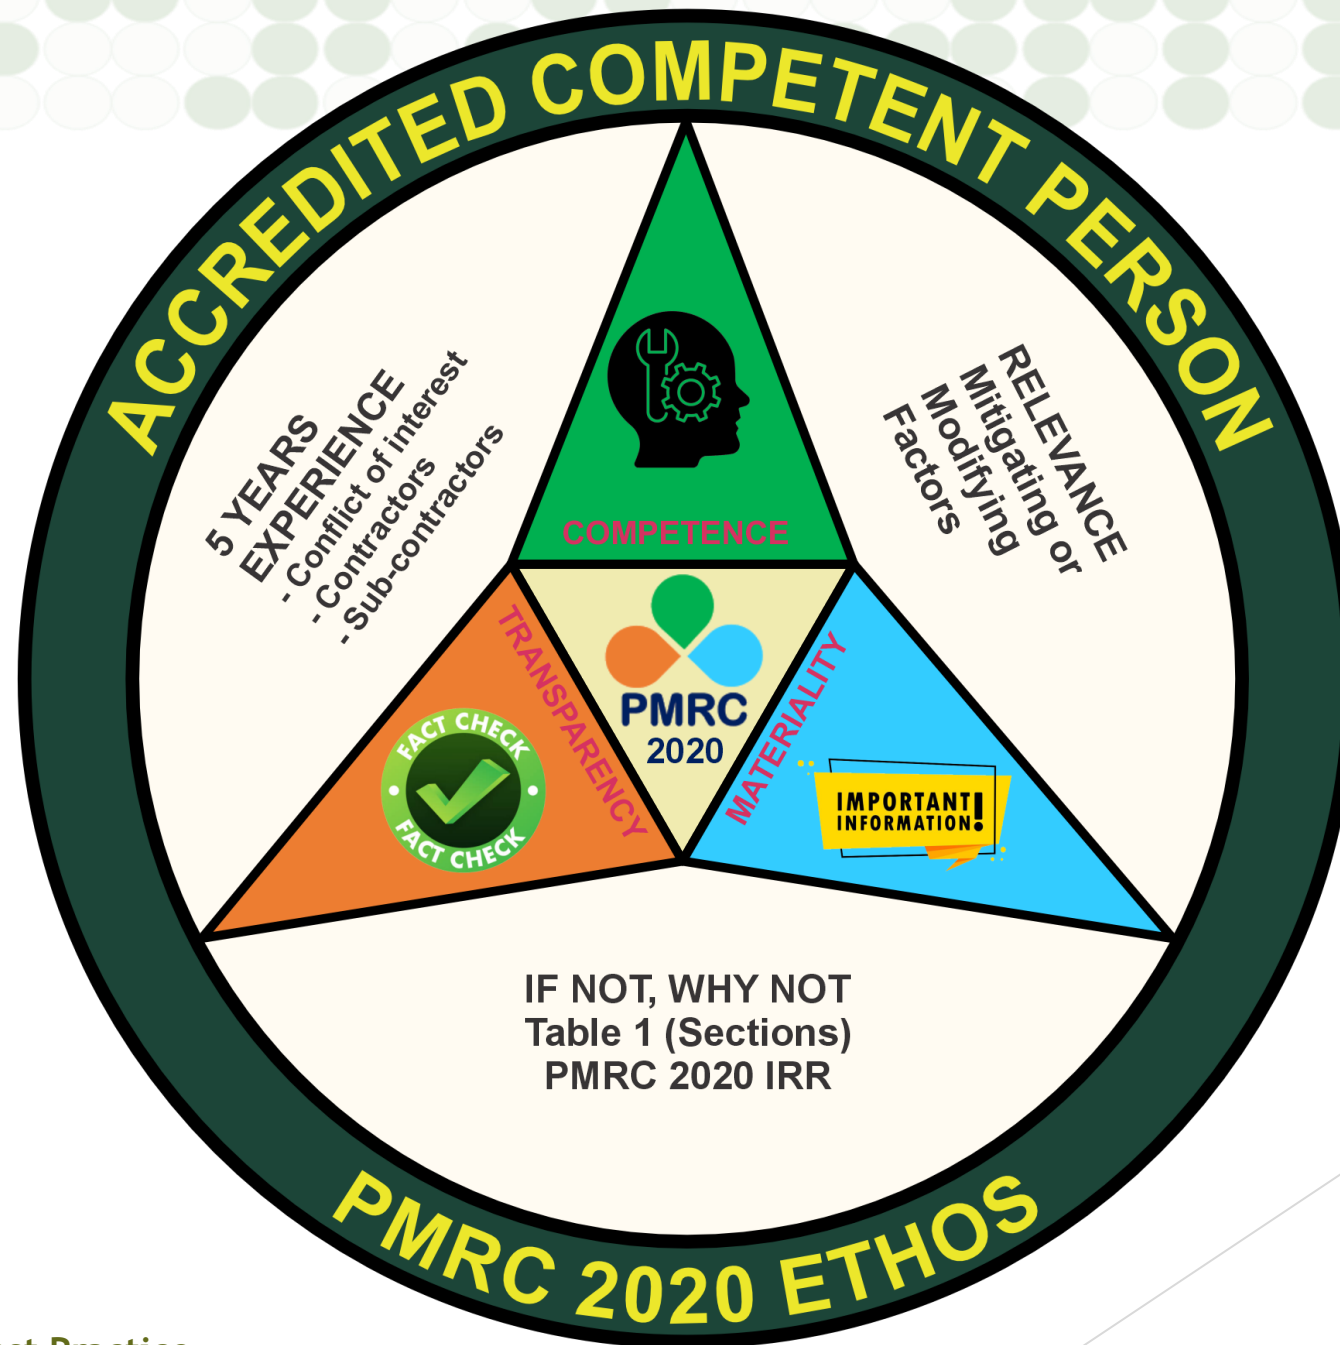 ACCREDITED COMPETENT PERSON
5 YEARS
EXPERIENCE
- Conflict of interest
- Contractors
- Sub-contractors
RELEVANCE
Mitigating or
Modifying
Factors
COMPETENCE
TRANSPARENCY
MATERIALITY
PMRC
2020
FACT CHECK
FACT CHECK
IMPORTANT
INFORMATION!
IF NOT, WHY NOT
Table 1 (Sections)
PMRC 2020 IRR
PMRC 2020 ETHOS
Practice